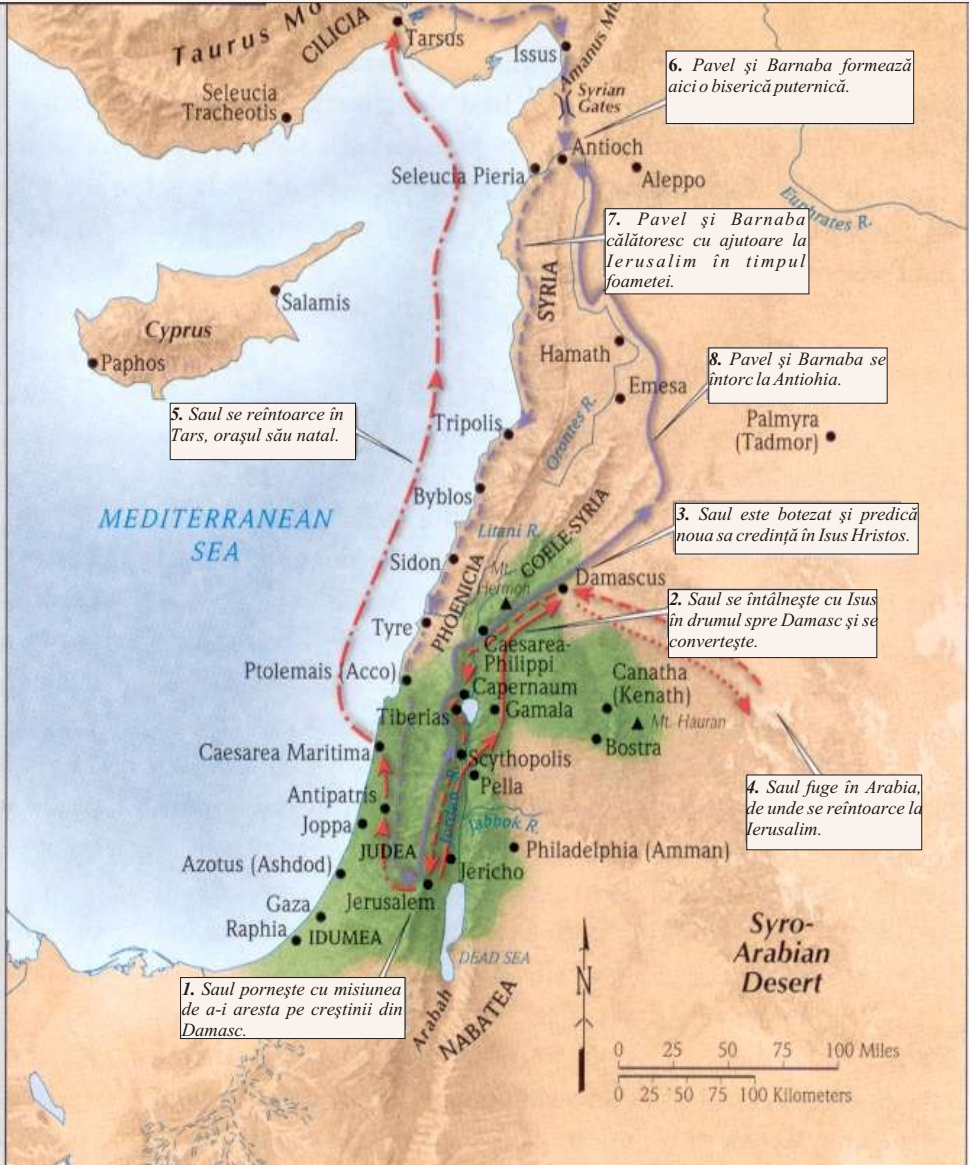 Taurus Mo
CILICIA
Tarsus
Issus
Amanus
Syrian
Gates
Seleucia
Tracheotis
6. Pavel şi Barnaba formează
aici o biserică puternică.
Antioch
Seleucia Pieria
Aleppo
Euphrates R.
7. Pavel şi Barnaba
călătoresc cu ajutoare la
Ierusalim în timpul
foametei.
SYRIA
Salamis
Cyprus
Paphos
Hamath
8. Pavel şi Barnaba se
întorc la Antiohia.
Emesa
5. Saul se reîntoarce în
Tars, oraşul său natal.
Tripolis
Orontes R.
Palmyra
(Tadmor)
Byblos
MEDITERRANEAN
SEA
Litani R.
COELE-SYRIA
3. Saul este botezat şi predică
noua sa credinţă în Isus Hristos.
Sidon
PHOENICIA
Mt.
Hermon
Damascus
2. Saul se întâlneşte cu Isus
în drumul spre Damasc şi se
converteşte.
Tyre
Caesarea-
Philippi
Ptolemais (Acco)
Capernaum
Canatha
(Kenath)
Tiberias
Gamala
Mt. Hauran
Bostra
Caesarea Maritima
Scythopolis
Pella
4. Saul fuge în Arabia,
de unde se reîntoarce la
Ierusalim.
Antipatris
Jordan R.
Joppa
Jabbok R.
JUDEA
Philadelphia (Amman)
Azotus (Ashdod)
Jericho
Jerusalem
Gaza
Raphia
IDUMEA
DEAD SEA
Syro-
Arabian
Desert
N
1. Saul porneşte cu misiunea
de a-i aresta pe creştinii din
Damasc.
Arabah
NABATEA
0 25 50 75 100 Miles
0 25 50 75 100 Kilometers